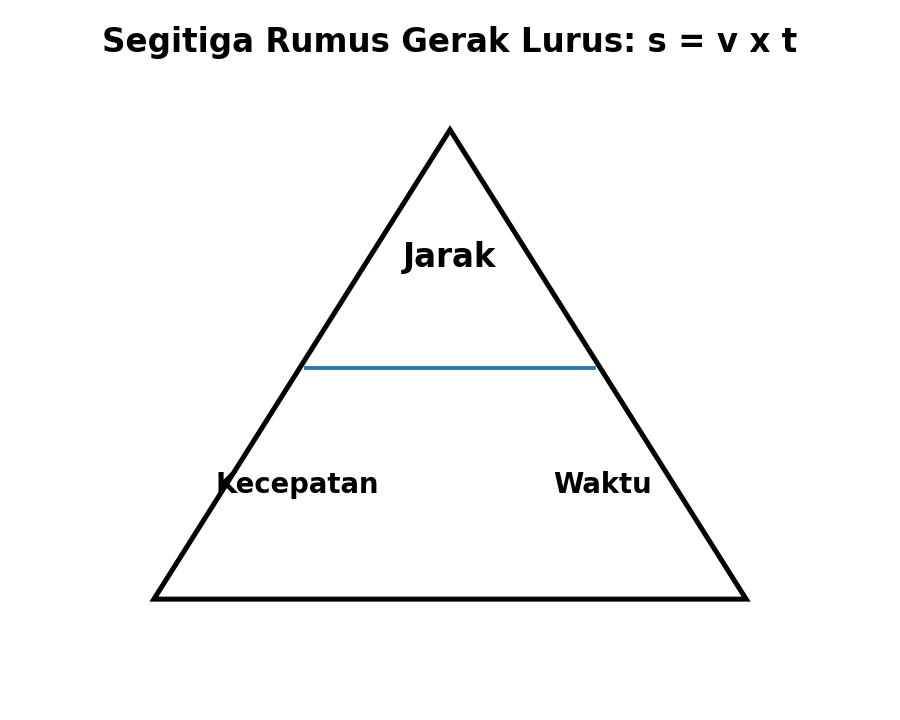 Segitiga Rumus Gerak Lurus: s = v x t
Jarak
Kecepatan
Waktu